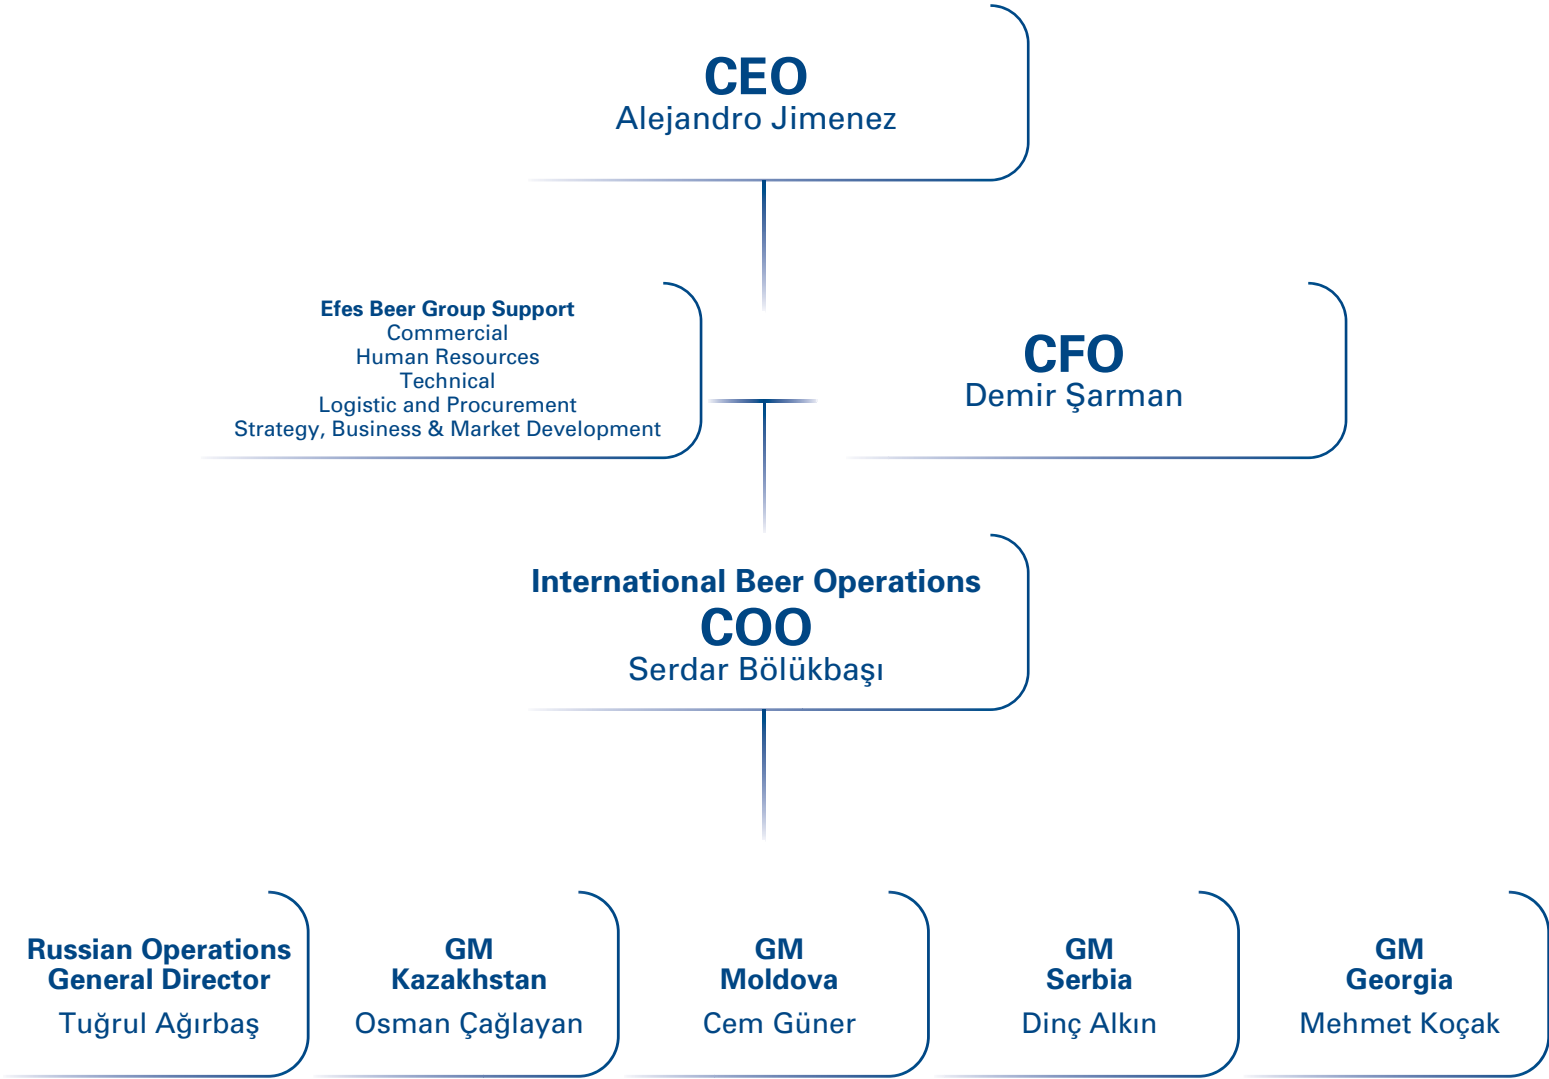 CEO
Alejandro Jimenez
Efes Beer Group Support
Commercial
Human Resources
Technical
Logistic and Procurement
Strategy, Business & Market Development
CFO
Demir Şarman
International Beer Operations
COO
Serdar Bölükbaşı
Russian Operations
General Director
Tuğrul Ağırbaş
GM
Kazakhstan
Osman Çağlayan
GM
Moldova
Cem Güner
GM
Serbia
Dinç Alkın
GM
Georgia
Mehmet Koçak